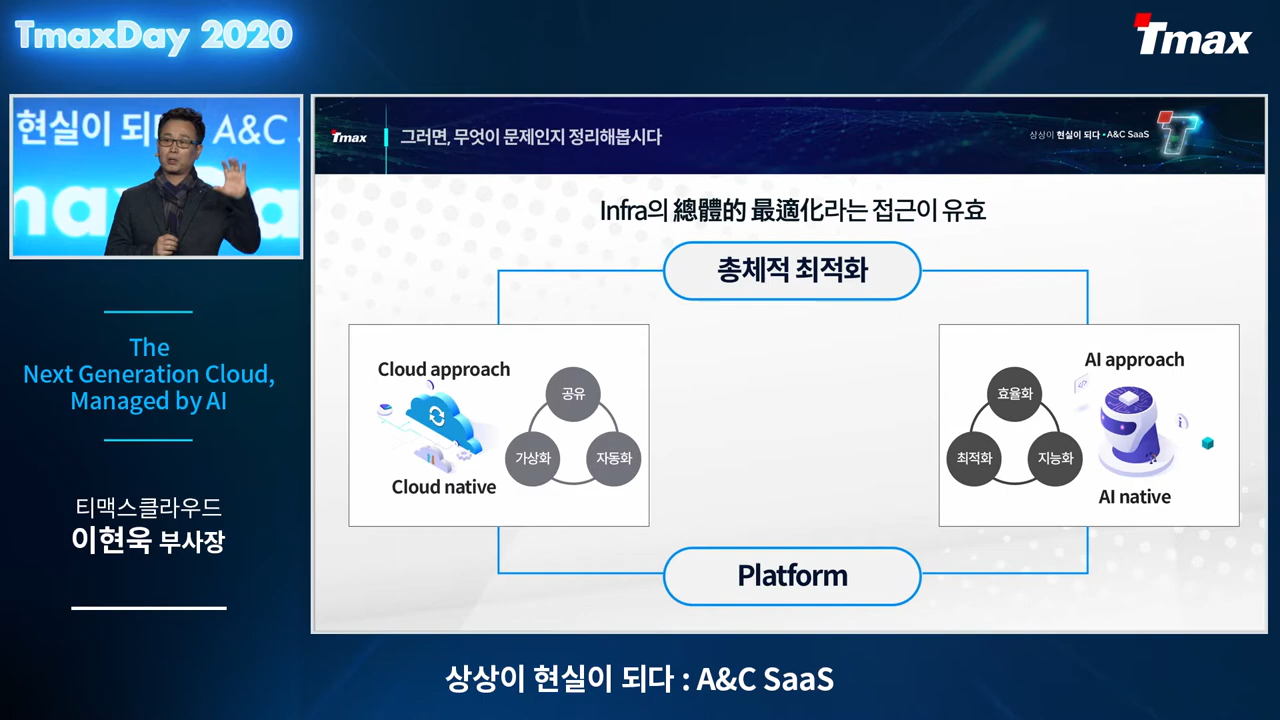 TmaxDay 2020
Tmax
현실이 되
A&C
The
Next Generation Cloud,
Managed by AI
티맥스클라우드
이현욱 부사장
Tmax
그러면, 무엇이 문제인지 정리해봅시다
상상이 현실이 되다 · A&C SaaS
Infra의 總體的 最適化라는 접근이 유효
총체적 최적화
Cloud approach
공유
가상화
자동화
Cloud native
AI approach
효율화
최적화
지능화
AI native
Platform
상상이 현실이 되다 : A&C SaaS